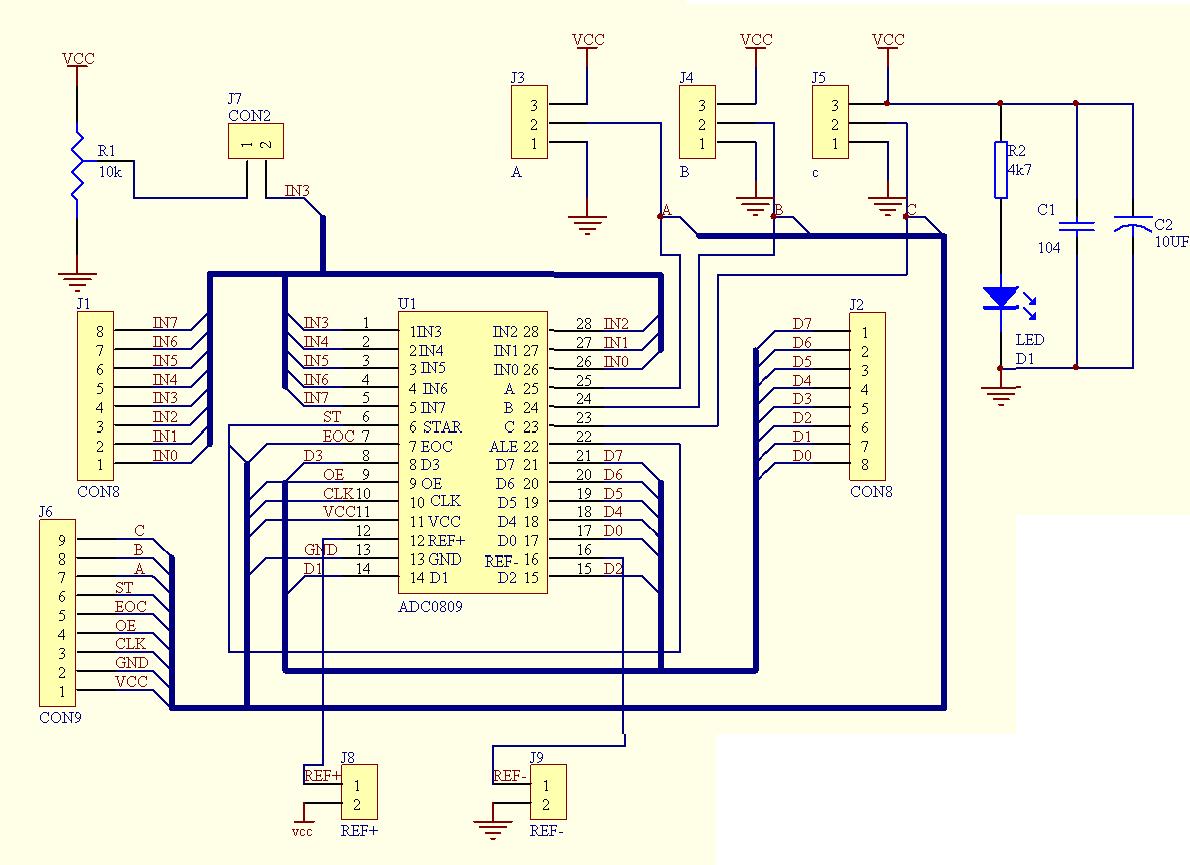 VCC
VCC
VCC
VCC
J3
J4
J5
3
2
1
3
2
1
3
2
1
A
B
c
J7
CON2
1
2
R1
10k
IN3
R2
4k7
A
B
C
C1
104
C2
10UF
LED
D1
J1
8
7
6
5
4
3
2
1
IN7
IN6
IN5
IN4
IN3
IN2
IN1
IN0
CON8
U1
IN3 1
IN4 2
IN5 3
IN6 4
IN7 5
ST 6
EOC 7
D3 8
OE 9
CLK 10
VCC 11
12
GND 13
D1 14
1 IN3
2 IN4
3 IN5
4 IN6
5 IN7
6 STAR
7 EOC
8 D3
9 OE
10 CLK
11 VCC
12 REF+
13 GND
14 D1
IN2 28
IN1 27
IN0 26
A 25
B 24
C 23
ALE 22
D7 21
D6 20
D5 19
D4 18
D0 17
REF- 16
D2 15
28 IN2
27 IN1
26 IN0
25
24
23
22
21 D7
20 D6
19 D5
18 D4
17 D0
16
15 D2
ADC0809
J2
D7 1
D6 2
D5 3
D4 4
D3 5
D2 6
D1 7
D0 8
CON8
J6
9 C
8 B
7 A
6 ST
5 EOC
4 OE
3 CLK
2 GND
1 VCC
CON9
J8
REF+
1
2
vcc
REF+
J9
REF-
1
2
REF-